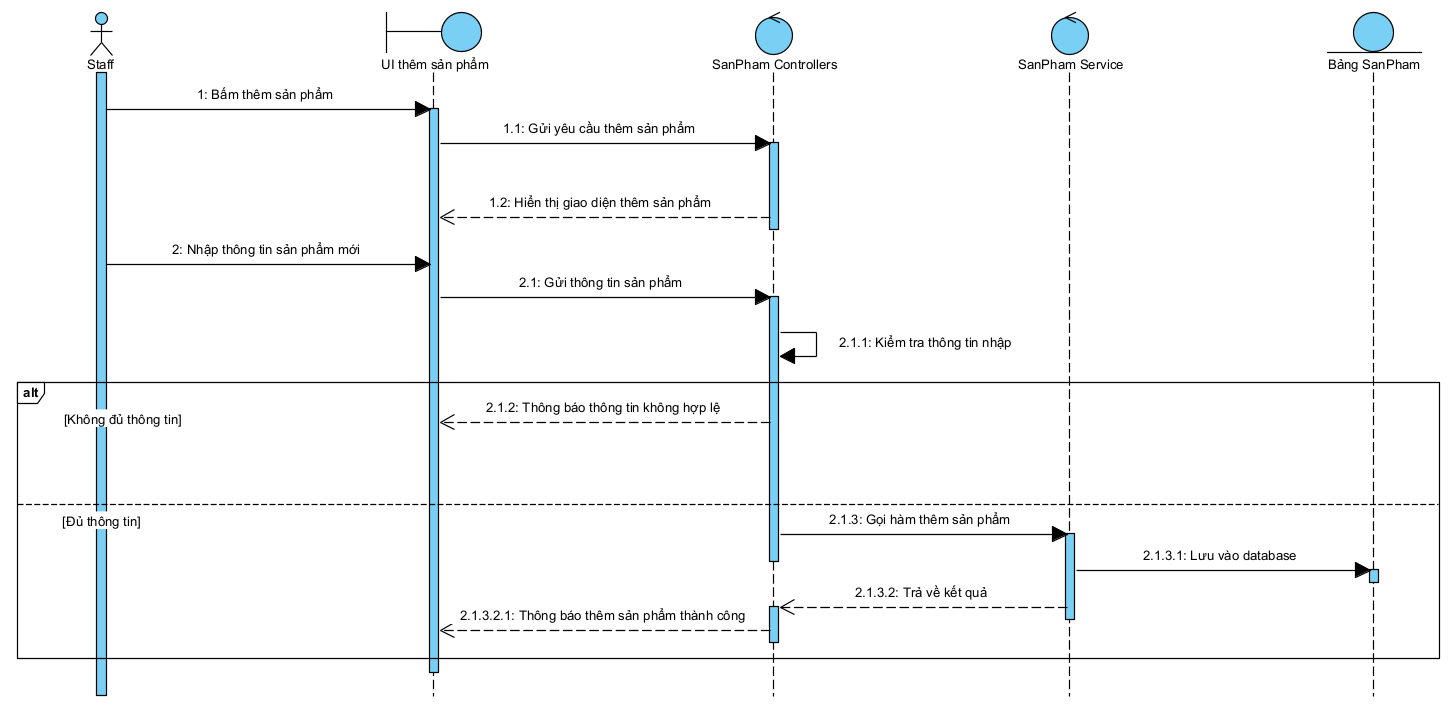 Staff
UI thêm sản phẩm
SanPham Controllers
SanPham Service
Bảng SanPham
1: Bấm thêm sản phẩm
1.1: Gửi yêu cầu thêm sản phẩm
1.2: Hiển thị giao diện thêm sản phẩm
2: Nhập thông tin sản phẩm mới
2.1: Gửi thông tin sản phẩm
2.1.1: Kiểm tra thông tin nhập
alt
[Không đủ thông tin]
2.1.2: Thông báo thông tin không hợp lệ
[Đủ thông tin]
2.1.3: Gọi hàm thêm sản phẩm
2.1.3.1: Lưu vào database
2.1.3.2: Trả về kết quả
2.1.3.2.1: Thông báo thêm sản phẩm thành công